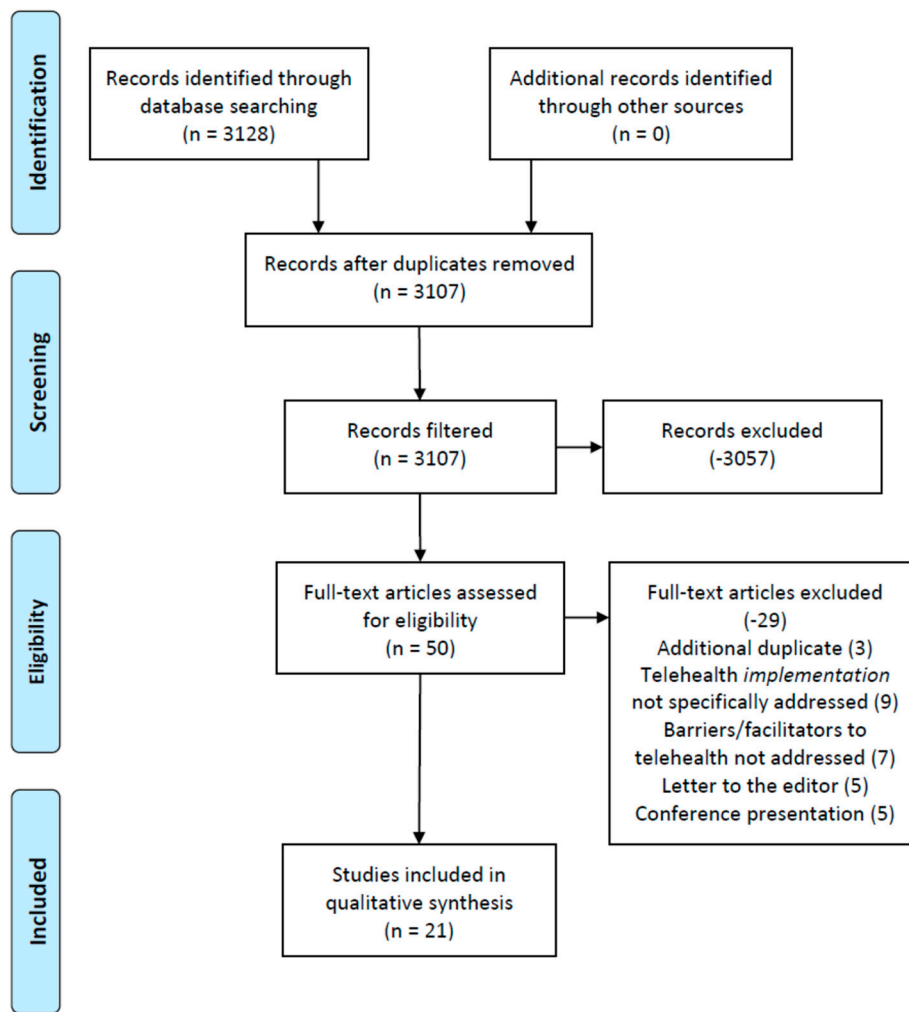 Identification
Records identified through
database searching
(n = 3128)
Additional records identified
through other sources
(n = 0)
Records after duplicates removed
(n = 3107)
Screening
Records filtered
(n = 3107)
Records excluded
(-3057)
Eligibility
Full-text articles assessed
for eligibility
(n = 50)
Full-text articles excluded
(-29)
Additional duplicate (3)
Telehealth implementation
not specifically addressed (9)
Barriers/facilitators to
telehealth not addressed (7)
Letter to the editor (5)
Conference presentation (5)
Included
Studies included in
qualitative synthesis
(n = 21)